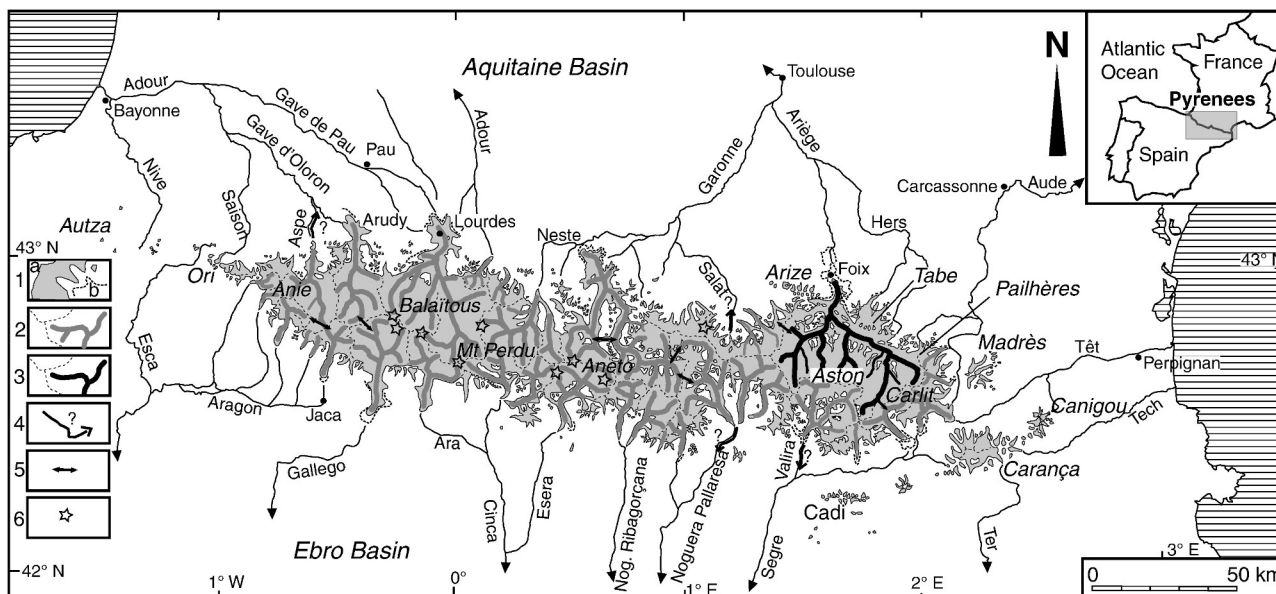 Aquitaine Basin
N
Atlantic
Ocean
France
Pyrenees
Spain
Adour
Bayonne
Nive
Gave de Pau
Pau
Gave d'Oloron
Saison
Adour
Toulouse
Ariège
Garonne
Hers
Carcassonne
Aude
Autza
43° N
Aspe
?
Arudy
Lourdes
Neste
Salat
?
Arize
Foix
Tabe
Pailhères
43° N
Ori
Anie
Balaïtous
Mt Perdu
Aneto
Aston
Carlit
Madrès
Têt
Perpignan
Canigou
Tech
Carança
1
a
b
2
3
4
?
5
6
Esca
Aragon
Jaca
Gallego
Ara
Cinca
Esera
Nog. Ribagorçana
Noguera Pallaresa
?
Valira
?
Segre
Cadi
Ter
Ebro Basin
42° N
1° W
0°
1° E
2° E
3° E
0
50 km